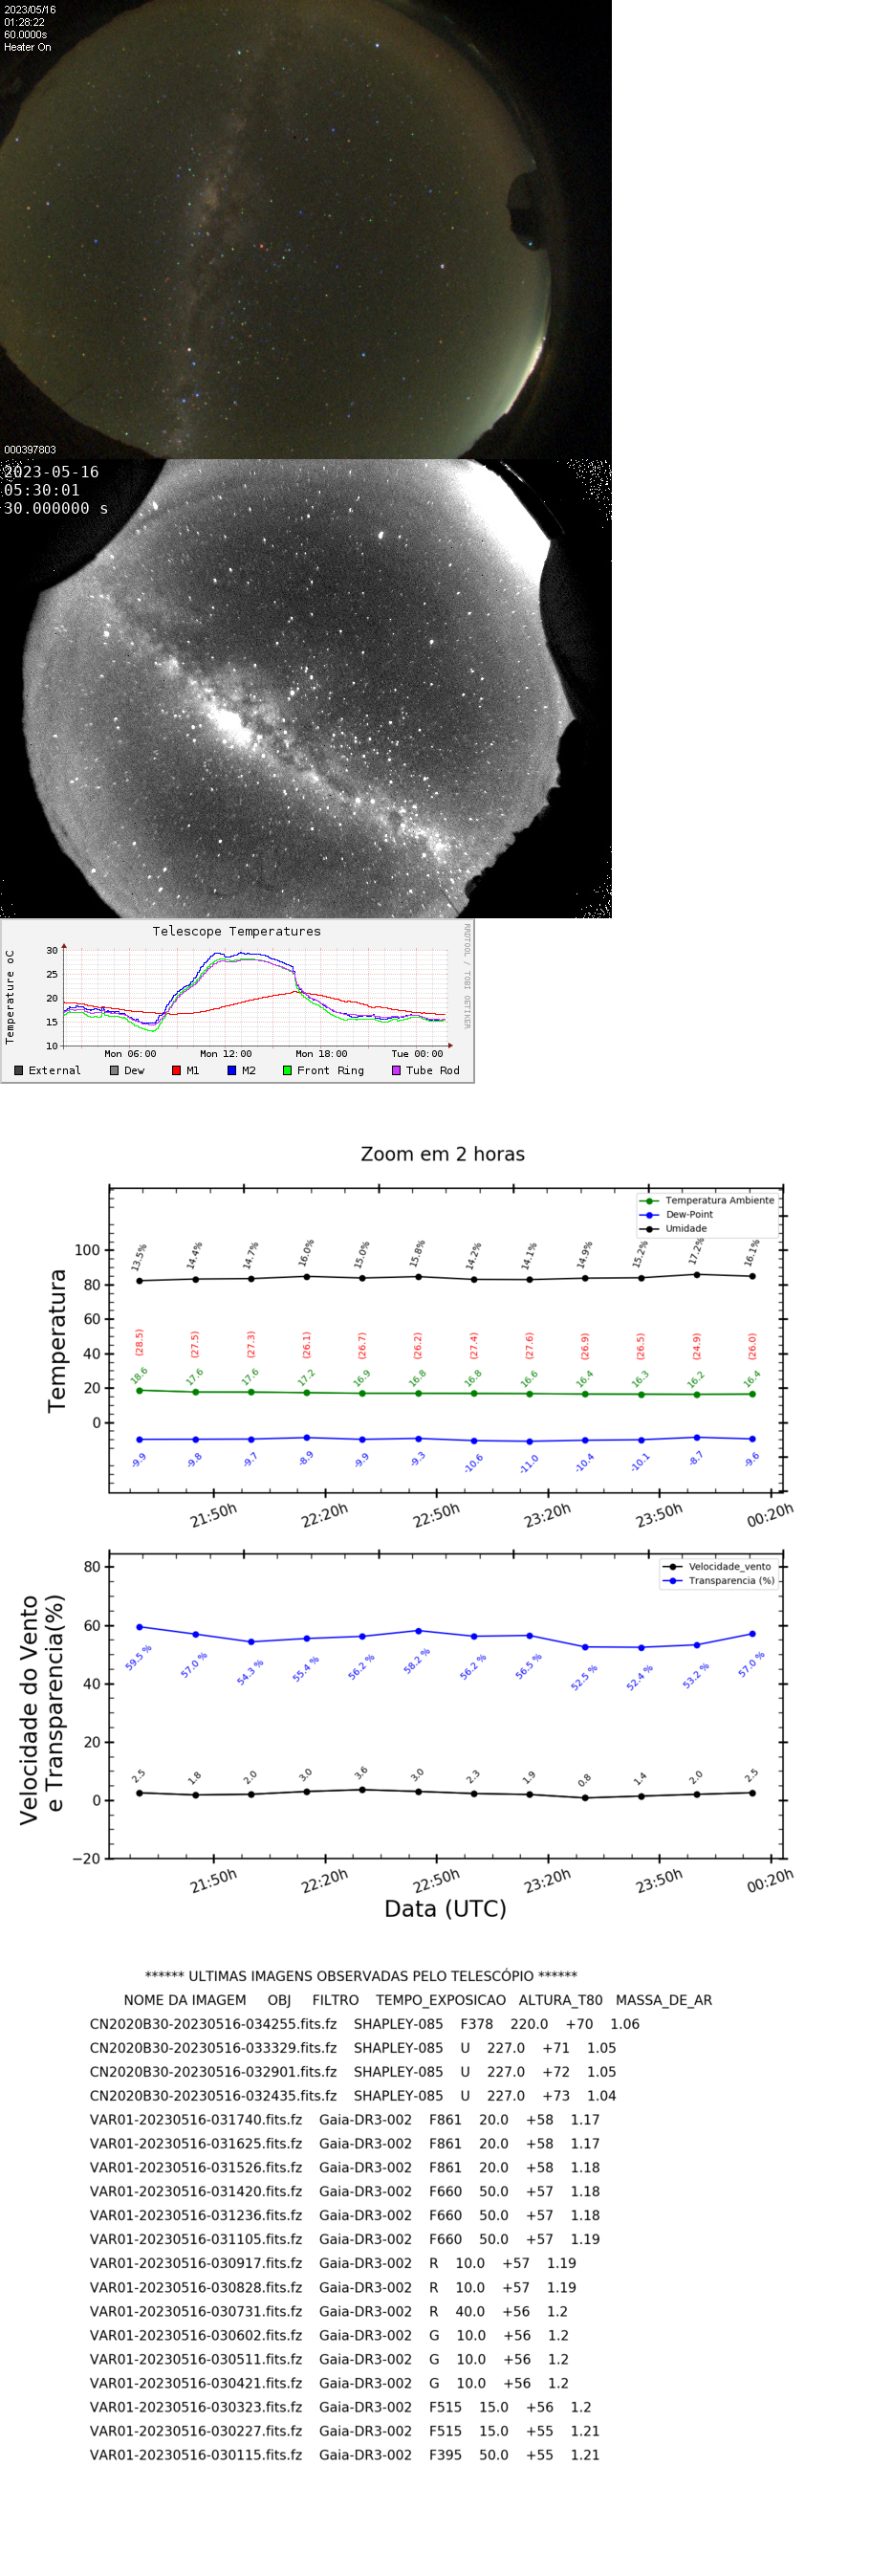 2023/05/16
01:28:22
60.0000s
Heater On
000397803
2023-05-16
05:30:01
30.000000 s
Telescope Temperatures
RRDTOOL / TOBI OETIKER
Temperature oC
30
25
20
15
10
Mon 06:00 Mon 12:00 Mon 18:00 Tue 00:00
External Dew M1 M2 Front Ring Tube Rod
Zoom em 2 horas
Temperatura Ambiente
Dew-Point
Umidade
Temperatura
100
80
60
40
20
0
13.5% 14.4% 14.7% 16.0% 15.0% 15.8% 14.2% 14.1% 14.9% 15.2% 17.2% 16.1%
(28.5) (27.5) (27.3) (26.1) (26.7) (26.2) (27.4) (27.6) (26.9) (26.5) (24.9) (26.0)
18.6 17.6 17.6 17.2 16.9 16.8 16.8 16.6 16.4 16.3 16.2 16.4
-9.9 -9.8 -9.7 -8.9 -9.9 -9.3 -10.6 -11.0 -10.4 -10.1 -8.7 -9.6
21:50h 22:20h 22:50h 23:20h 23:50h 00:20h
Velocidade_vento
Transparencia (%)
Velocidade do Vento
e Transparencia(%)
80
60
40
20
0
−20
59.5 % 57.0 % 54.3 % 55.4 % 56.2 % 58.2 % 56.2 % 56.5 % 52.5 % 52.4 % 53.2 % 57.0 %
2.5 1.8 2.0 3.0 3.6 3.0 2.3 1.9 0.8 1.4 2.0 2.5
21:50h 22:20h 22:50h 23:20h 23:50h 00:20h
Data (UTC)
****** ULTIMAS IMAGENS OBSERVADAS PELO TELESCÓPIO ******
NOME DA IMAGEM OBJ FILTRO TEMPO_EXPOSICAO ALTURA_T80 MASSA_DE_AR
CN2020B30-20230516-034255.fits.fz SHAPLEY-085 F378 220.0 +70 1.06
CN2020B30-20230516-033329.fits.fz SHAPLEY-085 U 227.0 +71 1.05
CN2020B30-20230516-032901.fits.fz SHAPLEY-085 U 227.0 +72 1.05
CN2020B30-20230516-032435.fits.fz SHAPLEY-085 U 227.0 +73 1.04
VAR01-20230516-031740.fits.fz Gaia-DR3-002 F861 20.0 +58 1.17
VAR01-20230516-031625.fits.fz Gaia-DR3-002 F861 20.0 +58 1.17
VAR01-20230516-031526.fits.fz Gaia-DR3-002 F861 20.0 +58 1.18
VAR01-20230516-031420.fits.fz Gaia-DR3-002 F660 50.0 +57 1.18
VAR01-20230516-031236.fits.fz Gaia-DR3-002 F660 50.0 +57 1.18
VAR01-20230516-031105.fits.fz Gaia-DR3-002 F660 50.0 +57 1.19
VAR01-20230516-030917.fits.fz Gaia-DR3-002 R 10.0 +57 1.19
VAR01-20230516-030828.fits.fz Gaia-DR3-002 R 10.0 +57 1.19
VAR01-20230516-030731.fits.fz Gaia-DR3-002 R 40.0 +56 1.2
VAR01-20230516-030602.fits.fz Gaia-DR3-002 G 10.0 +56 1.2
VAR01-20230516-030511.fits.fz Gaia-DR3-002 G 10.0 +56 1.2
VAR01-20230516-030421.fits.fz Gaia-DR3-002 G 10.0 +56 1.2
VAR01-20230516-030323.fits.fz Gaia-DR3-002 F515 15.0 +56 1.2
VAR01-20230516-030227.fits.fz Gaia-DR3-002 F515 15.0 +55 1.21
VAR01-20230516-030115.fits.fz Gaia-DR3-002 F395 50.0 +55 1.21